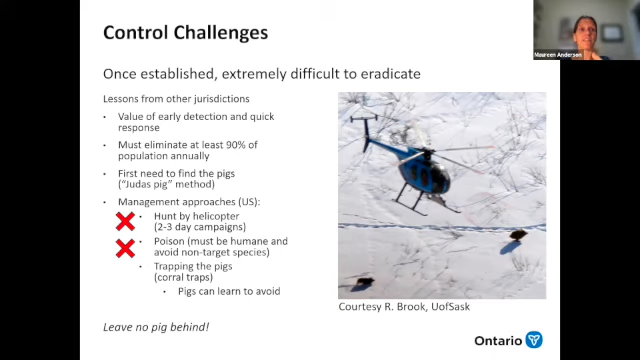 Control Challenges
Maureen Anderson
Once established, extremely difficult to eradicate
Lessons from other jurisdictions
• Value of early detection and quick
response
• Must eliminate at least 90% of
population annually
• First need to find the pigs
("Judas pig" method)
• Management approaches (US):
• Hunt by helicopter
(2-3 day campaigns)
• Poison (must be humane and
avoid non-target species)
• Trapping the pigs
(corral traps)
• Pigs can learn to avoid
Courtesy R. Brook, UofSask
Leave no pig behind!
Ontario